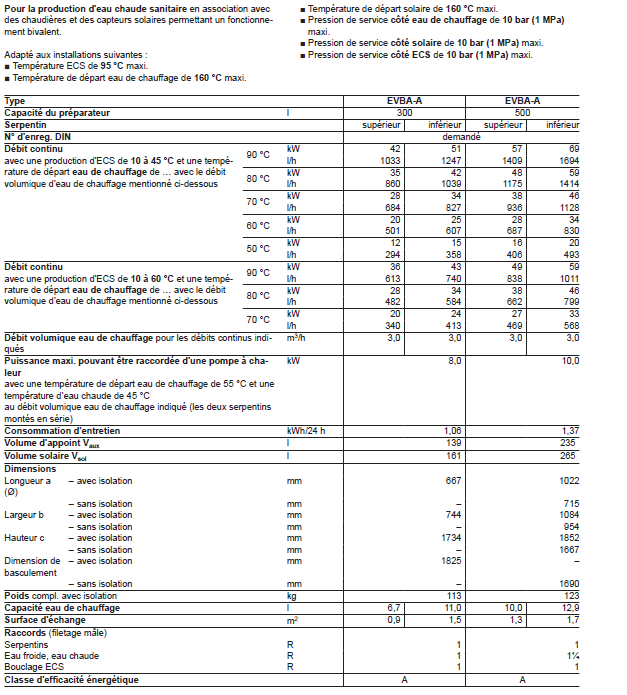 Pour la production d'eau chaude sanitaire en association avec
des chaudières et des capteurs solaires permettant un fonctionne-
ment bivalent.
Adapté aux installations suivantes :
■ Température ECS de 95 °C maxi.
■ Température de départ eau de chauffage de 160 °C maxi.
■ Température de départ solaire de 160 °C maxi.
■ Pression de service côté eau de chauffage de 10 bar (1 MPa)
maxi.
■ Pression de service côté solaire de 10 bar (1 MPa) maxi.
■ Pression de service côté ECS de 10 bar (1 MPa) maxi.
Type EVBA-A EVBA-A
Capacité du préparateur l 300 500
Serpentin supérieur inférieur supérieur inférieur
N° d'enreg. DIN demandé
Débit continu 90 °C kW 42 51 57 69
avec une production d'ECS de 10 à 45 °C et une tempé- l/h 1033 1247 1409 1694
rature de départ eau de chauffage de … avec le débit 80 °C kW 35 42 48 59
volumique d'eau de chauffage mentionné ci-dessous l/h 860 1039 1175 1414
70 °C kW 28 34 38 46
l/h 684 827 936 1128
60 °C kW 20 25 28 34
l/h 501 607 687 830
50 °C kW 12 15 16 20
l/h 294 358 406 493
Débit continu 90 °C kW 36 43 49 59
avec une production d'ECS de 10 à 60 °C et une tempé- l/h 613 740 838 1011
rature de départ eau de chauffage de … avec le débit 80 °C kW 28 34 38 46
volumique d'eau de chauffage mentionné ci-dessous l/h 482 584 662 799
70 °C kW 20 24 27 33
l/h 340 413 469 568
Débit volumique eau de chauffage pour les débits continus indi- m³/h 3,0 3,0 3,0 3,0
qués
Puissance maxi. pouvant être raccordée d'une pompe à cha- kW 8,0 10,0
leur
avec une température de départ eau de chauffage de 55 °C et une
température d'eau chaude de 45 °C
au débit volumique eau de chauffage indiqué (les deux serpentins
montés en série)
Consommation d'entretien kWh/24 h 1,06 1,37
Volume d'appoint Vaux l 139 235
Volume solaire Vsol l 161 265
Dimensions
Longueur a – avec isolation mm 667 1022
(Ø)
– sans isolation mm – 715
Largeur b – avec isolation mm 744 1084
– sans isolation mm – 954
Hauteur c – avec isolation mm 1734 1852
– sans isolation mm – 1667
Dimension de – avec isolation mm 1825 –
basculement
– sans isolation mm – 1690
Poids compl. avec isolation kg 113 123
Capacité eau de chauffage l 6,7 11,0 10,0 12,9
Surface d'échange m² 0,9 1,5 1,3 1,7
Raccords (filetage mâle)
Serpentins R 1 1
Eau froide, eau chaude R 1 1¼
Bouclage ECS R 1 1
Classe d'efficacité énergétique A A